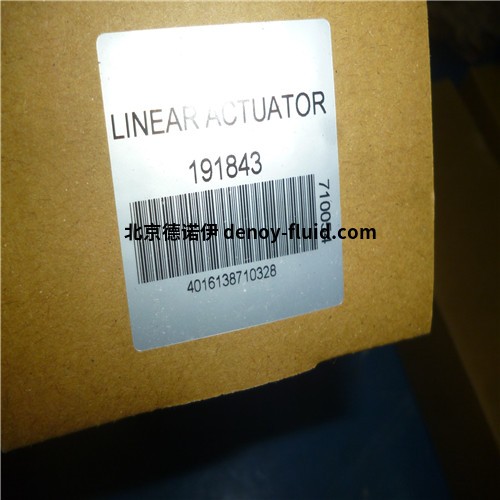 LINEAR ACTUATOR
191843
北京德诺伊 denoy-fluid.com
4016138710328